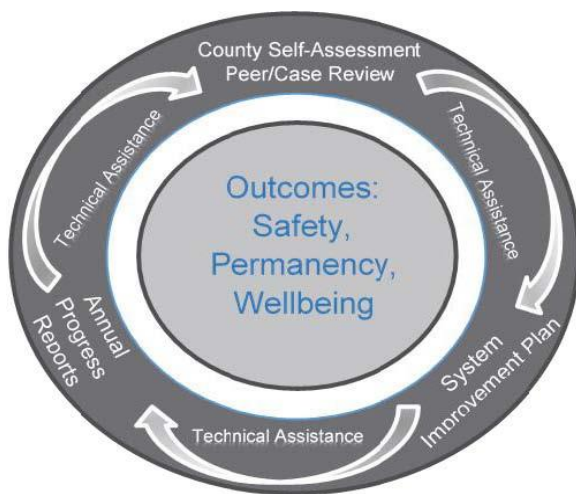 County Self-Assessment
Peer/Case Review
Technical Assistance
System
Improvement Plan
Technical Assistance
Annual
Progress
Reports
Technical Assistance
Outcomes:
Safety,
Permanency,
Wellbeing